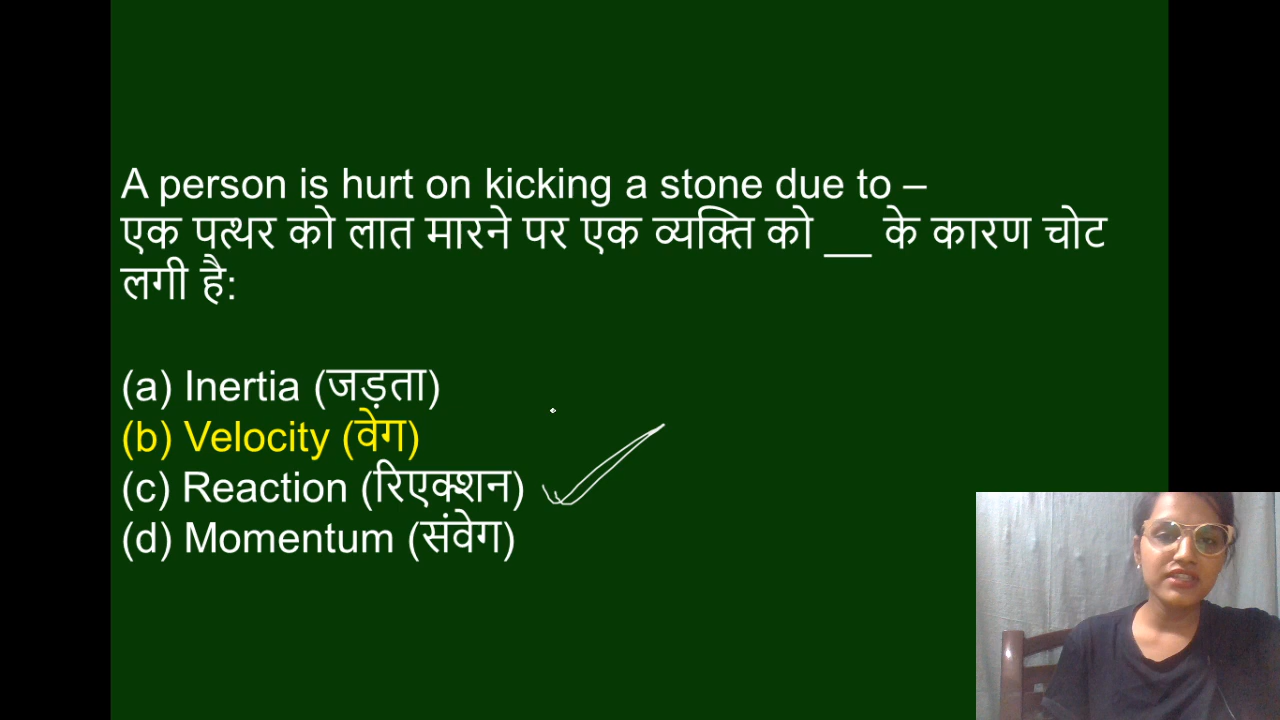 A person is hurt on kicking a stone due to –
एक पत्थर को लात मारने पर एक व्यक्ति को __ के कारण चोट
लगी है:
(a) Inertia (जड़ता)
(b) Velocity (वेग)
(c) Reaction (रिएक्शन)
(d) Momentum (संवेग)